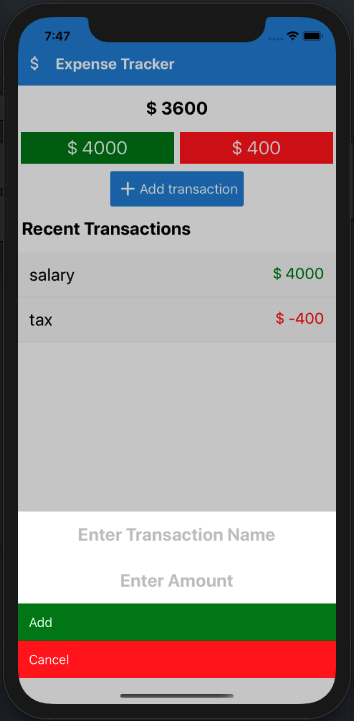 7:47
$ Expense Tracker
$ 3600
$ 4000 $ 400
+ Add transaction
Recent Transactions
salary $ 4000
tax $ -400
Enter Transaction Name
Enter Amount
Add
Cancel